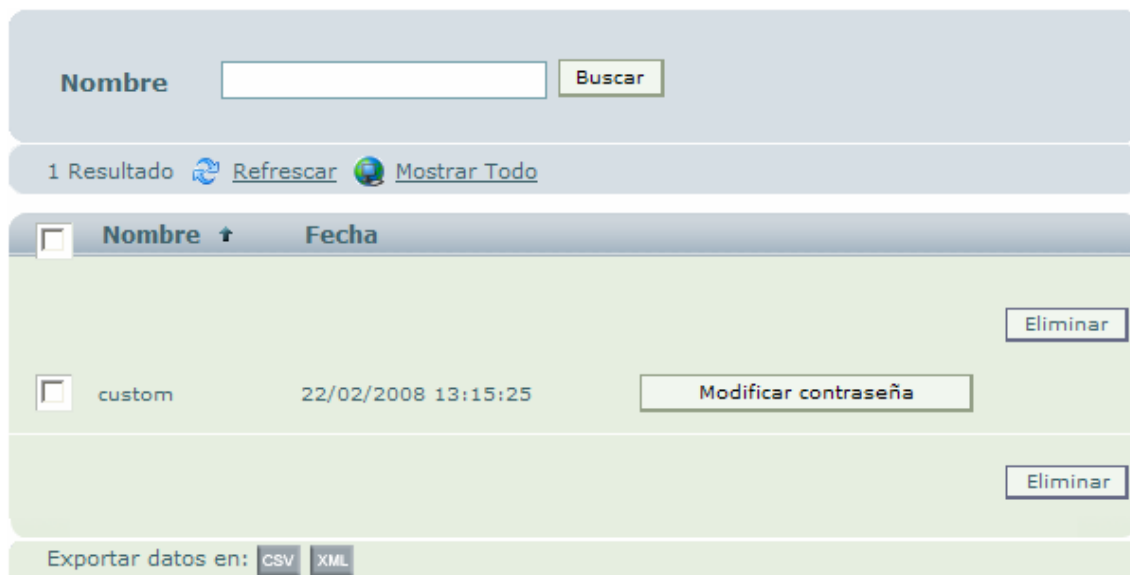 Nombre Buscar
1 Resultado Refrescar Mostrar Todo
Nombre Fecha
Eliminar
custom 22/02/2008 13:15:25 Modificar contraseña
Eliminar
Exportar datos en: CSV XML